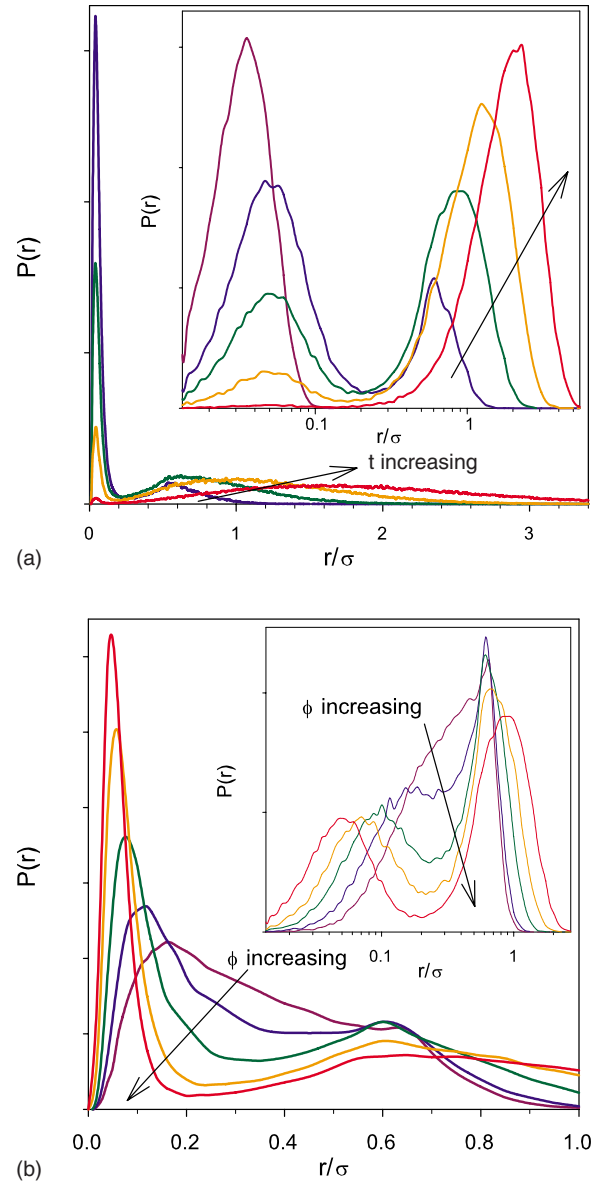 P(r)
P(r)
0.1
1
r/σ
t increasing
0
1
2
3
r/σ
(a)
P(r)
ϕ increasing
P(r)
0.1
1
r/σ
ϕ increasing
0.0
0.2
0.4
0.6
0.8
1.0
r/σ
(b)